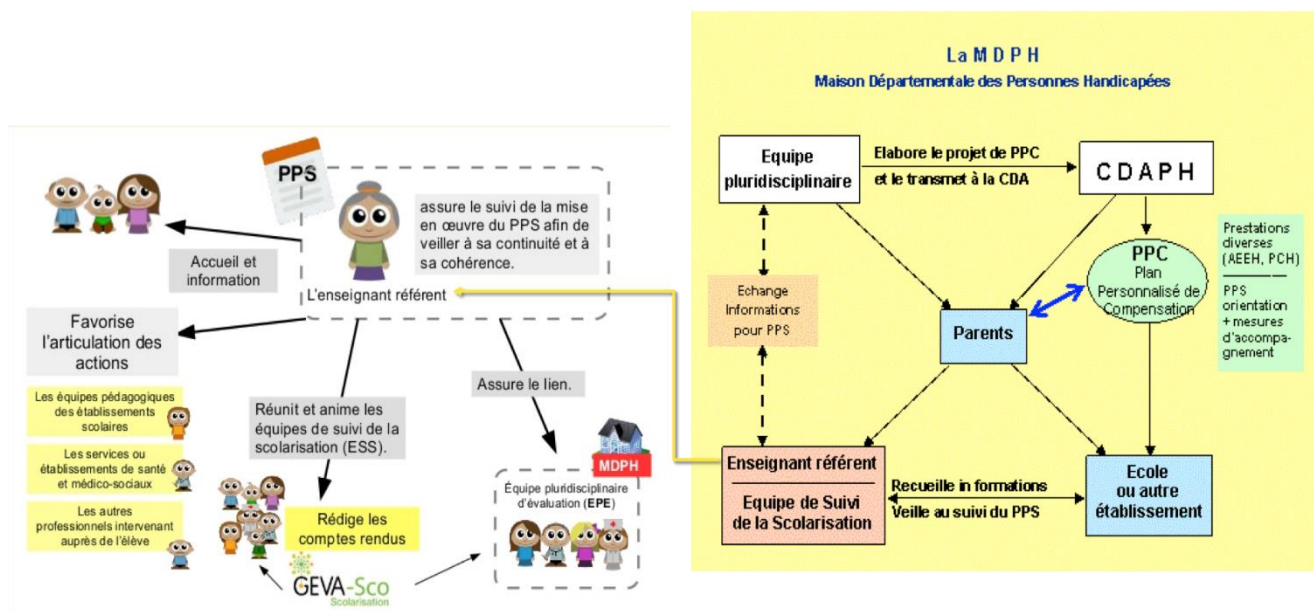 PPS
assure le suivi de la mise
en œuvre du PPS afin de
veiller à sa continuité et à
sa cohérence.
L'enseignant référent
Accueil et
information
Favorise
l'articulation des
actions
Les équipes pédagogiques
des établissements
scolaires
Les services ou
établissements de santé
et médico-sociaux
Les autres
professionnels intervenant
auprès de l'élève
Réunit et anime les
équipes de suivi de la
scolarisation (ESS).
Rédige les
comptes rendus
GEVA-Sco
Scolarisation
Assure le lien.
MDPH
Équipe pluridisciplinaire
d'évaluation (EPE)
La M D P H
Maison Départementale des Personnes Handicapées
Equipe
pluridisciplinaire
Elabore le projet de PPC
et le transmet à la CDA
C D A P H
PPC
Plan
Personnalisé de
Compensation
Prestations
diverses
(AEEH, PCH)
PPS
orientation
+ mesures
d'accompa-
gnement
Echange
Informations
pour PPS
Parents
Enseignant référent
Equipe de Suivi
de la Scolarisation
Recueille in formations
Veille au suivi du PPS
Ecole
ou autre
établissement